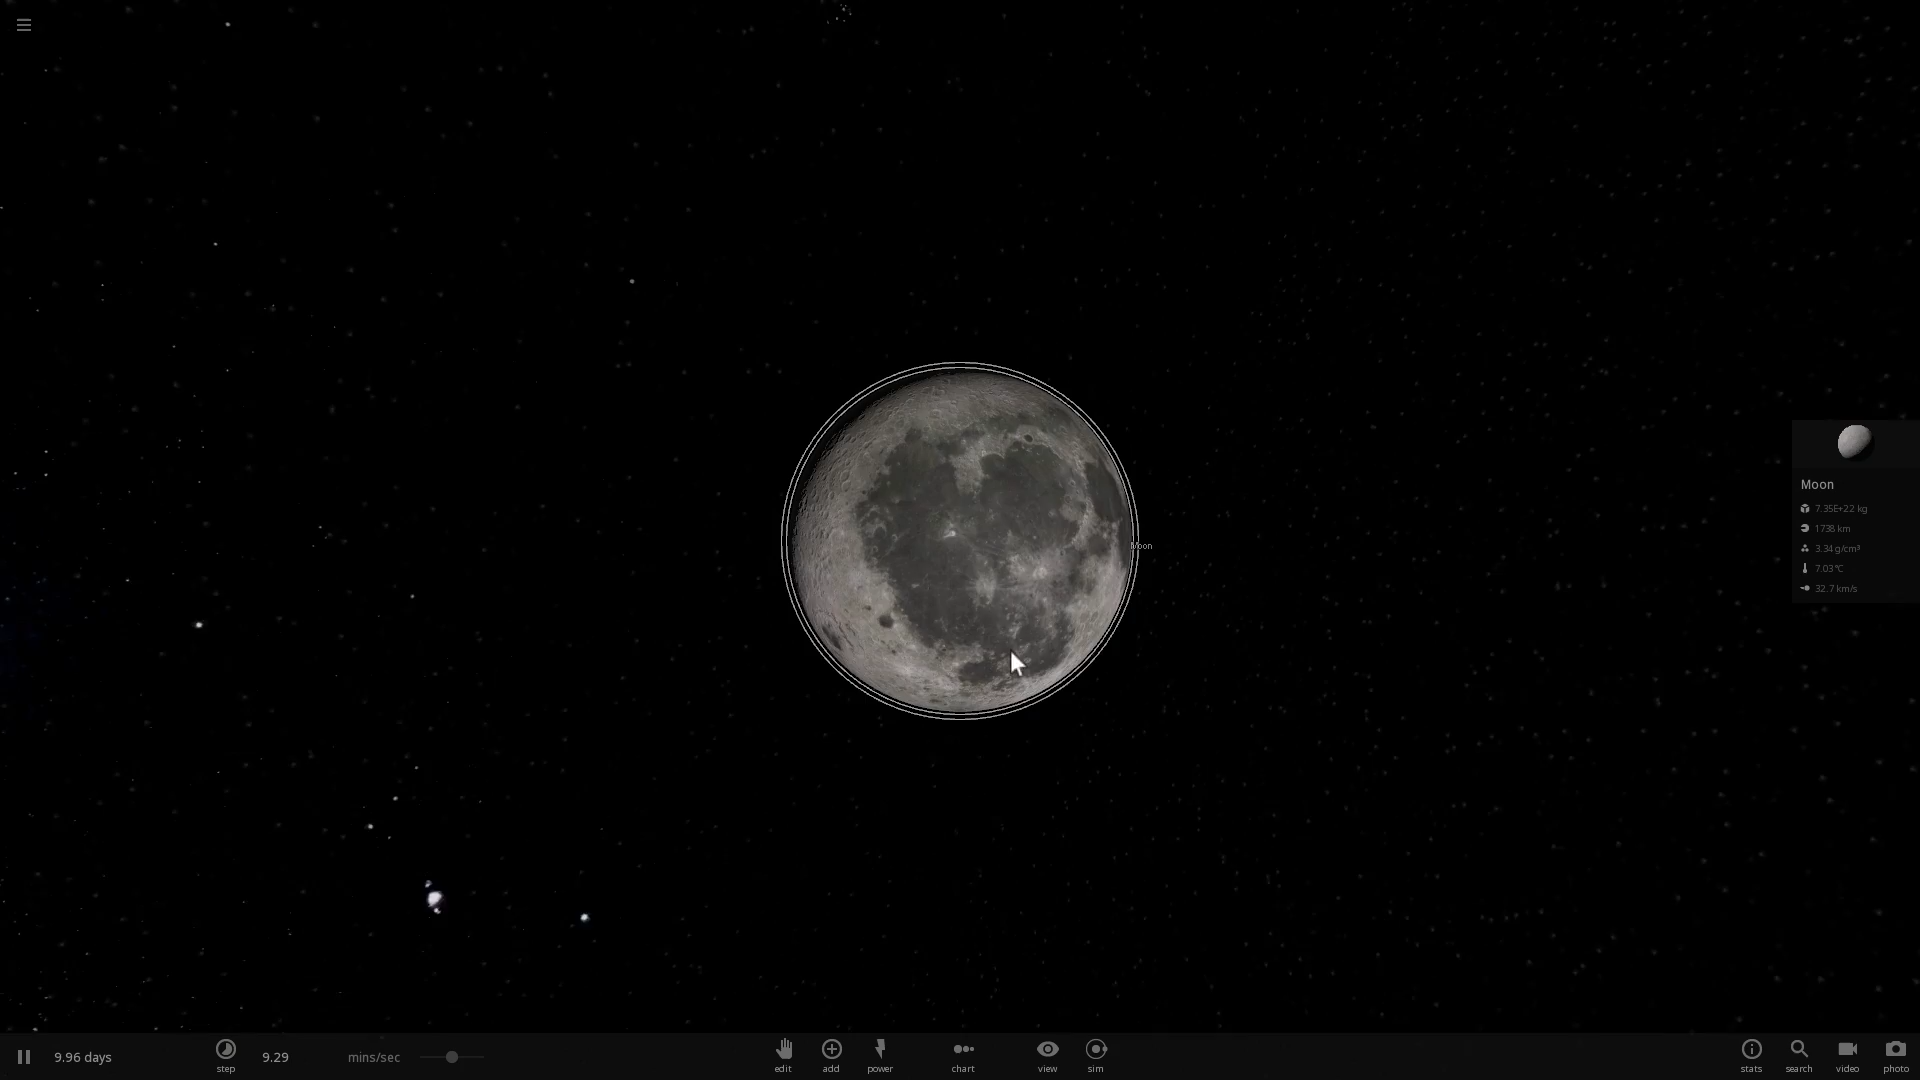 Moon
Moon
7.35E+22 kg
1738 km
3.34 g/cm³
7.03 °C
32.7 km/s
9.96 days
step
9.29
mins/sec
edit
add
power
chart
view
sim
stats
search
video
photo